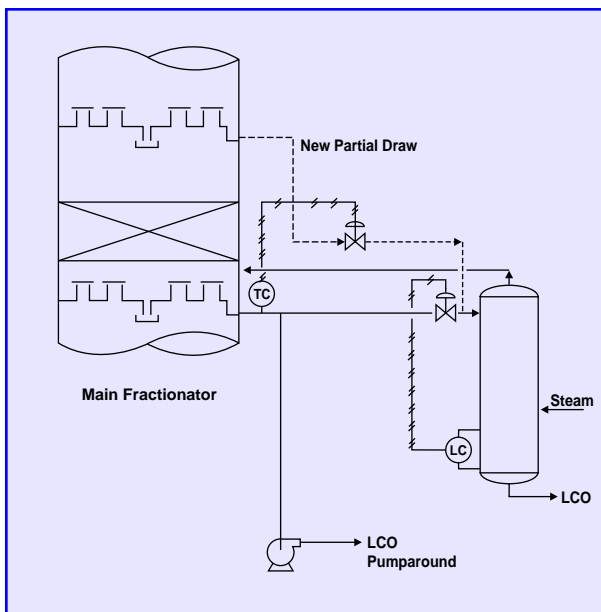 New Partial Draw
TC
Main Fractionator
Steam
LC
LCO
LCO
Pumparound